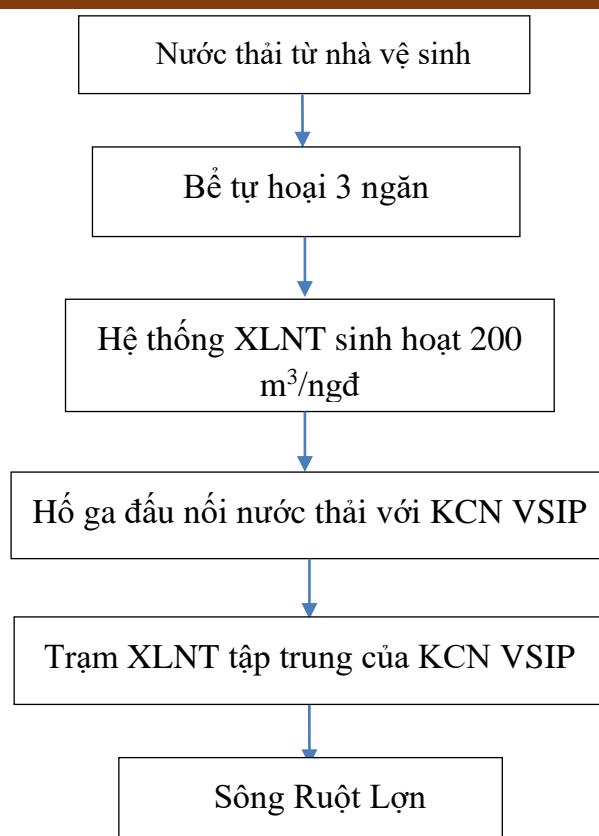 Nước thải từ nhà vệ sinh
Bể tự hoại 3 ngăn
Hệ thống XLNT sinh hoạt 200
m³/ngđ
Hố ga đấu nối nước thải với KCN VSIP
Trạm XLNT tập trung của KCN VSIP
Sông Ruột Lợn